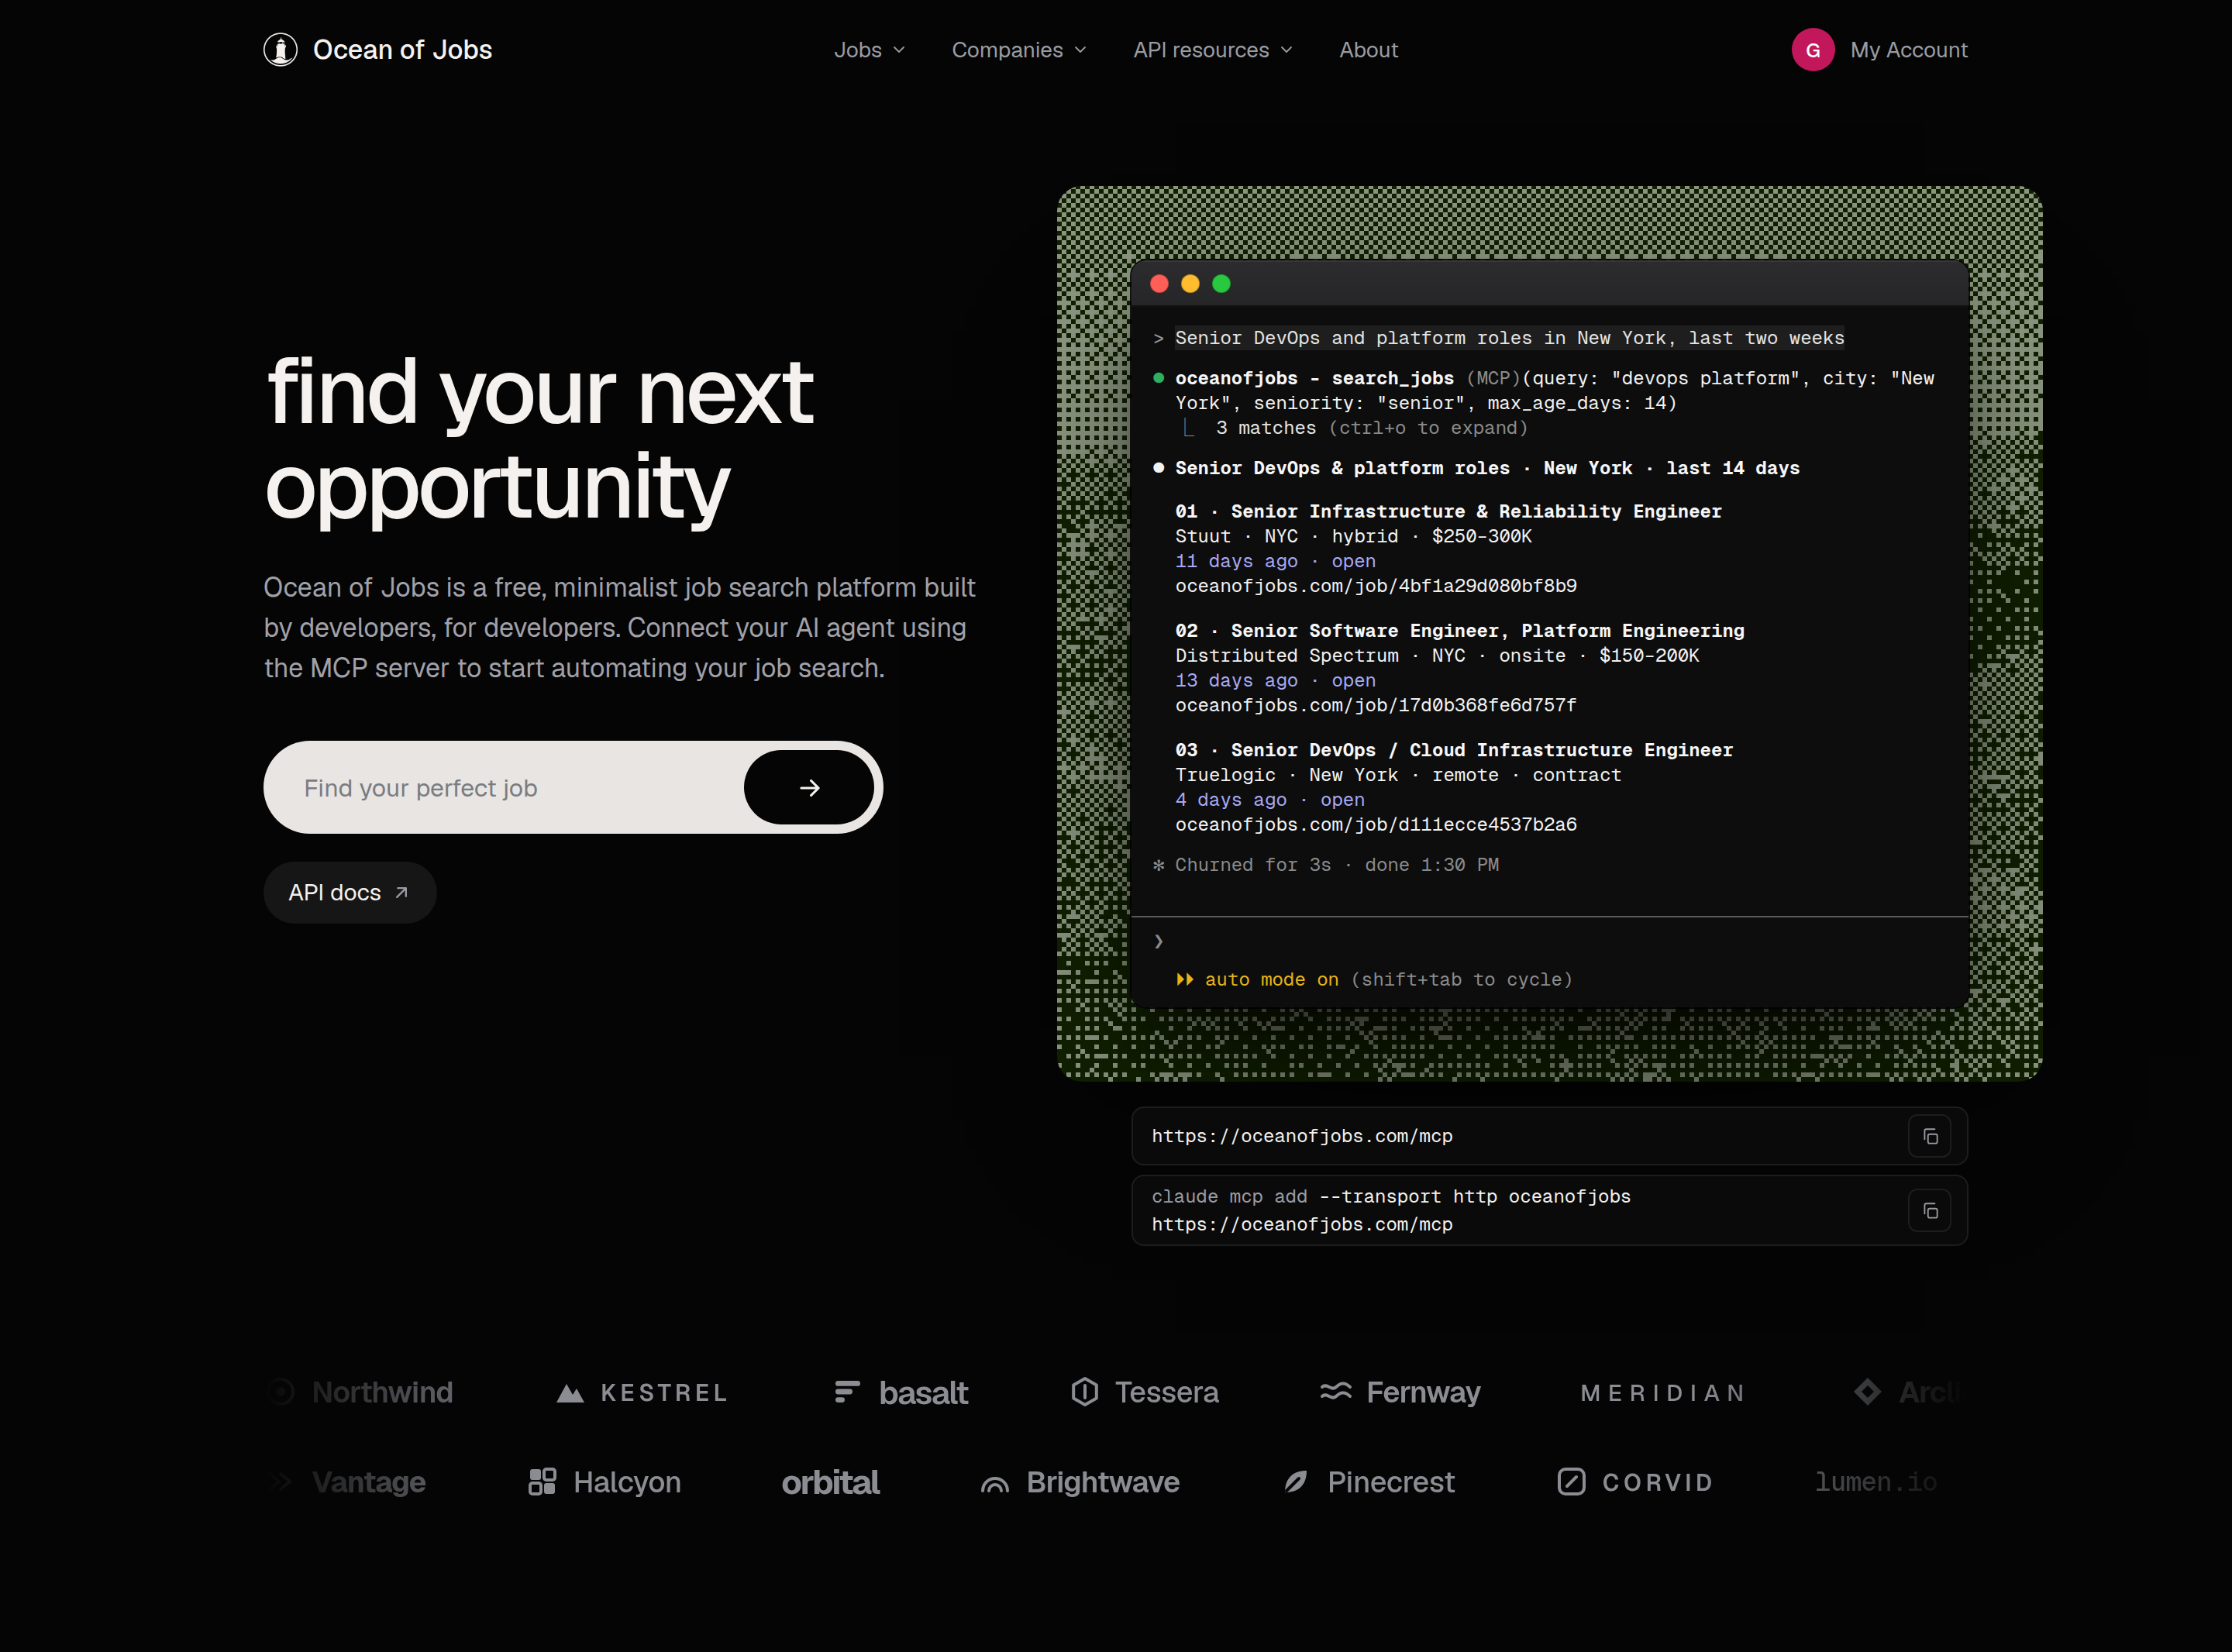 Ocean of Jobs
Jobs
Companies
API resources
About
G
My Account
find your next
opportunity
Ocean of Jobs is a free, minimalist job search platform built
by developers, for developers. Connect your AI agent using
the MCP server to start automating your job search.
Find your perfect job
API docs
> Senior DevOps and platform roles in New York, last two weeks
oceanofjobs - search_jobs (MCP)(query: "devops platform", city: "New
York", seniority: "senior", max_age_days: 14)
3 matches (ctrl+o to expand)
Senior DevOps & platform roles · New York · last 14 days
01 · Senior Infrastructure & Reliability Engineer
Stuut · NYC · hybrid · $250-300K
11 days ago · open
oceanofjobs.com/job/4bf1a29d080bf8b9
02 · Senior Software Engineer, Platform Engineering
Distributed Spectrum · NYC · onsite · $150-200K
13 days ago · open
oceanofjobs.com/job/17d0b368fe6d757f
03 · Senior DevOps / Cloud Infrastructure Engineer
Truelogic · New York · remote · contract
4 days ago · open
oceanofjobs.com/job/d111ecce4537b2a6
✻ Churned for 3s · done 1:30 PM
❯
auto mode on (shift+tab to cycle)
https://oceanofjobs.com/mcp
claude mcp add --transport http oceanofjobs
https://oceanofjobs.com/mcp
Northwind
KESTREL
basalt
Tessera
Fernway
MERIDIAN
Vantage
Halcyon
orbital
Brightwave
Pinecrest
CORVID
lumen.io